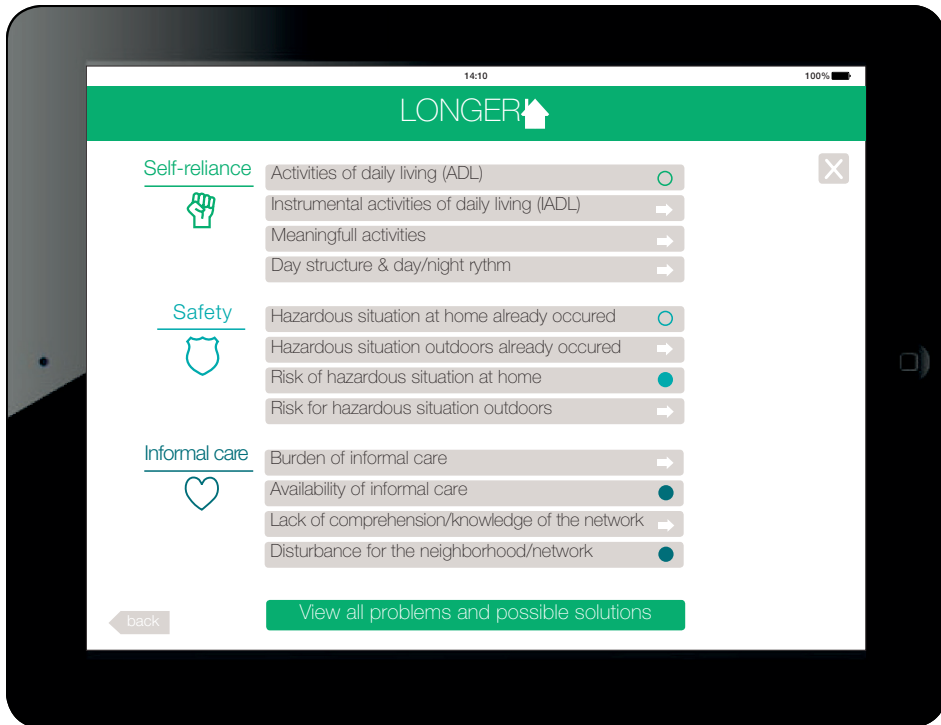 14:10
100%
LONGER
Self-reliance
Activities of daily living (ADL)
Instrumental activities of daily living (IADL)
Meaningfull activities
Day structure & day/night rythm
Safety
Hazardous situation at home already occured
Hazardous situation outdoors already occured
Risk of hazardous situation at home
Risk for hazardous situation outdoors
Informal care
Burden of informal care
Availability of informal care
Lack of comprehension/knowledge of the network
Disturbance for the neighborhood/network
View all problems and possible solutions
back